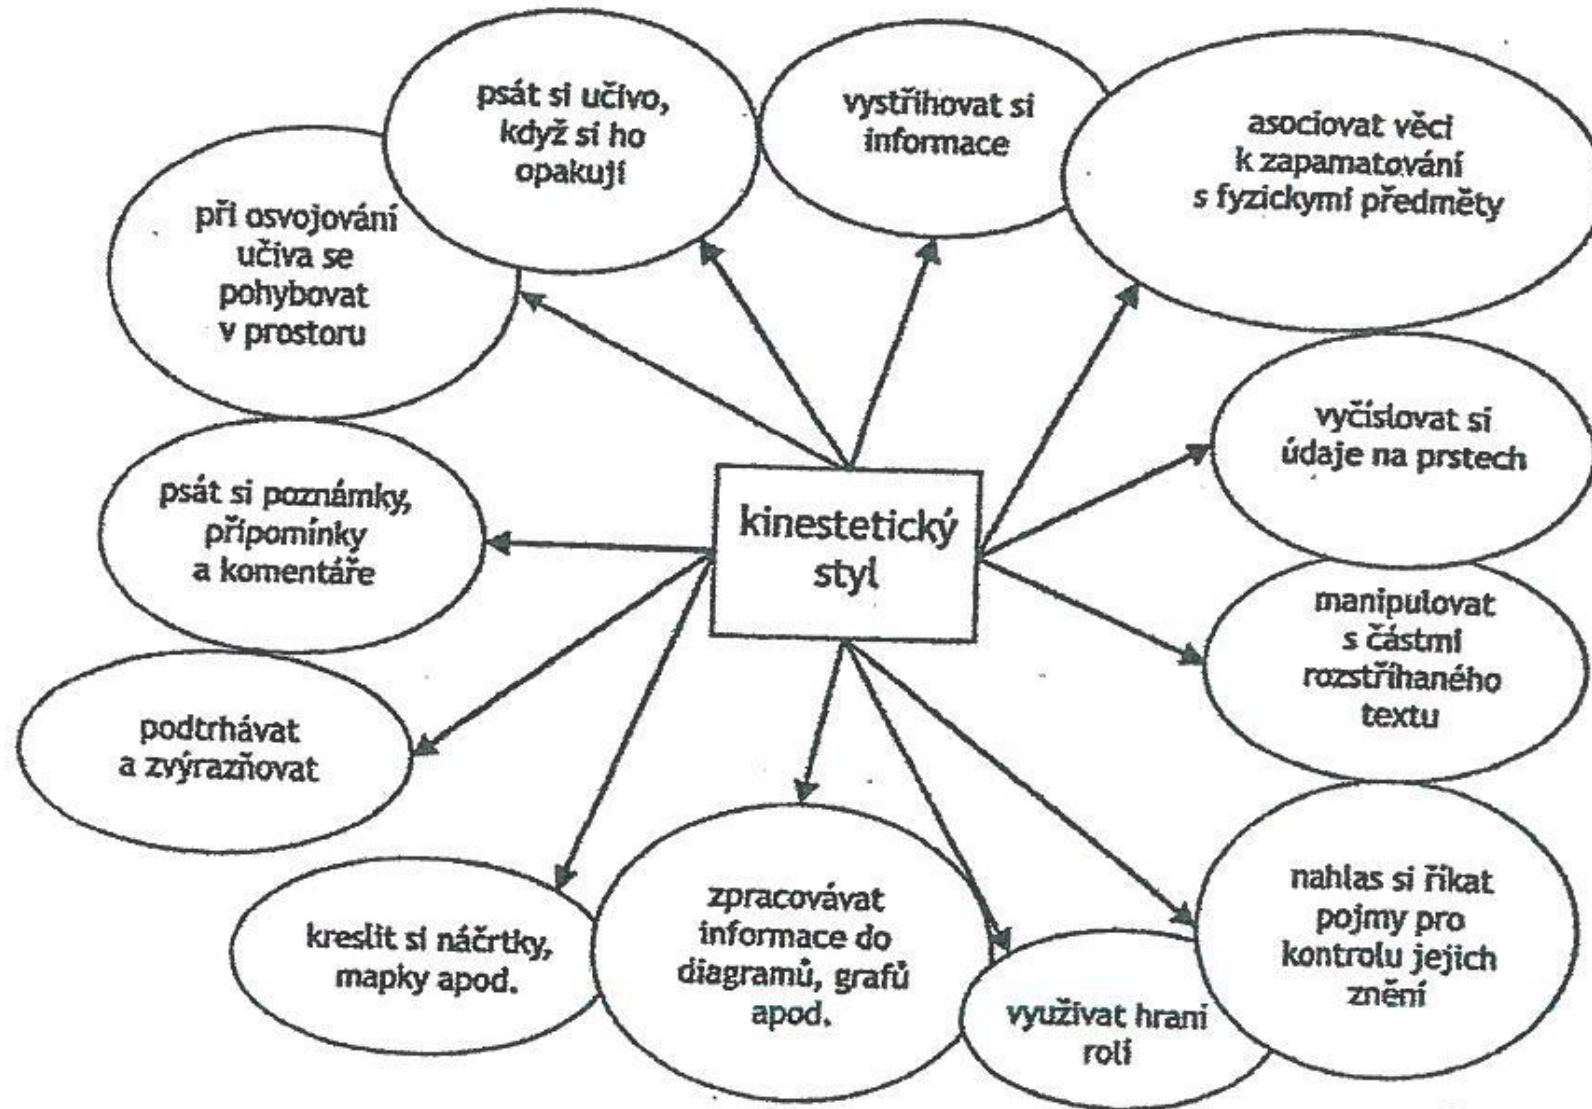 psát si učivo,
když si ho
opakují
vystřihovat si
informace
asociovat věci
k zapamatování
s fyzickými předměty
při osvojování
učiva se
pohybovat
v prostoru
vyčíslovat si
údaje na prstech
psát si poznámky,
připomínky
a komentáře
kinestetický
styl
manipulovat
s částmi
rozstříhaného
textu
podtrhávat
a zvýrazňovat
nahlas si říkat
pojmy pro
kontrolu jejich
znění
kreslit si náčrtky,
mapky apod.
zpracovávat
informace do
diagramů, grafů
apod.
využívat hraní
rolí